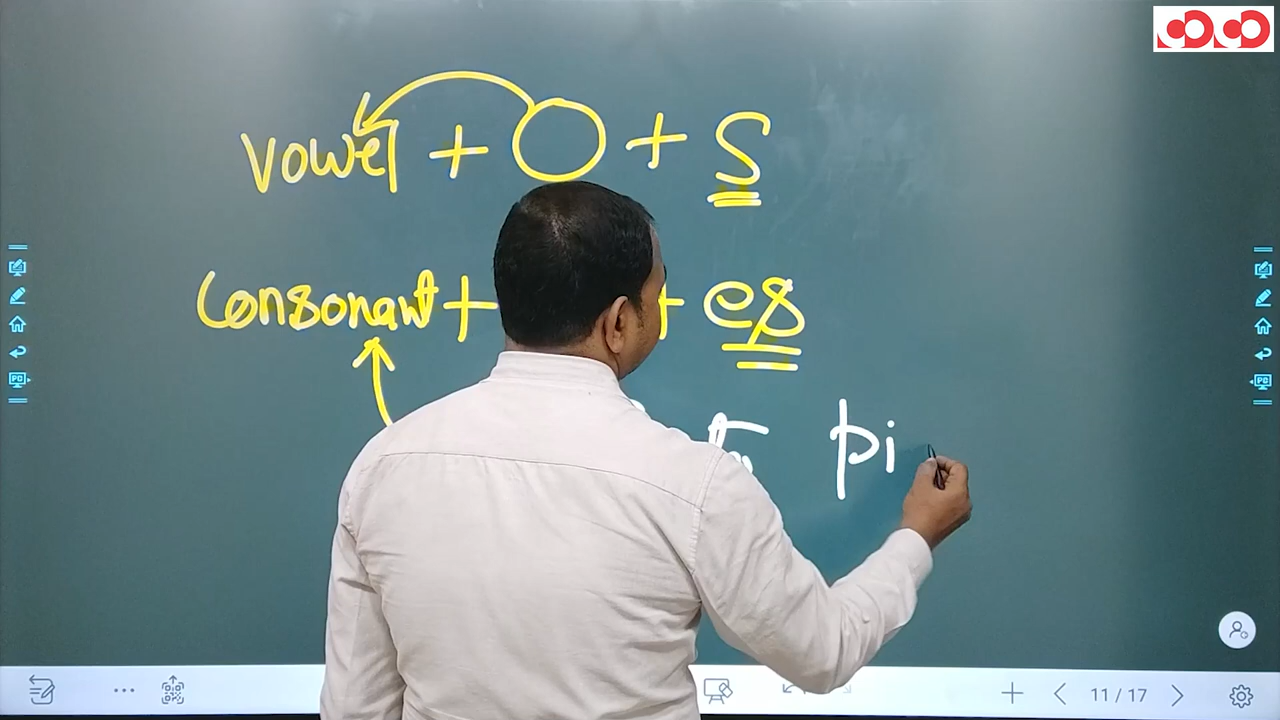 vowel + O + S
Consonant + + es
pi
11 / 17